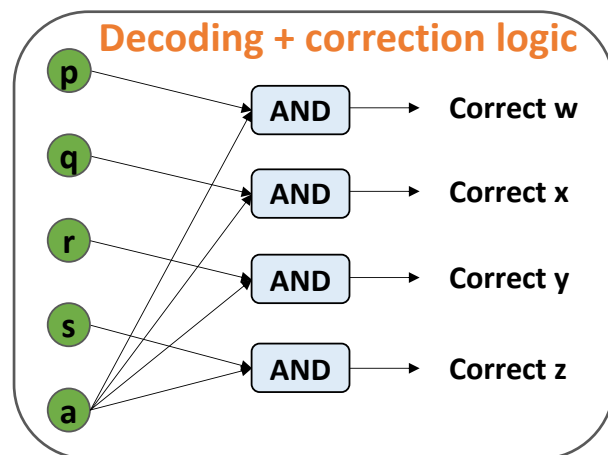 Decoding + correction logic
p
AND
Correct w
q
AND
Correct x
r
AND
Correct y
s
AND
Correct z
a